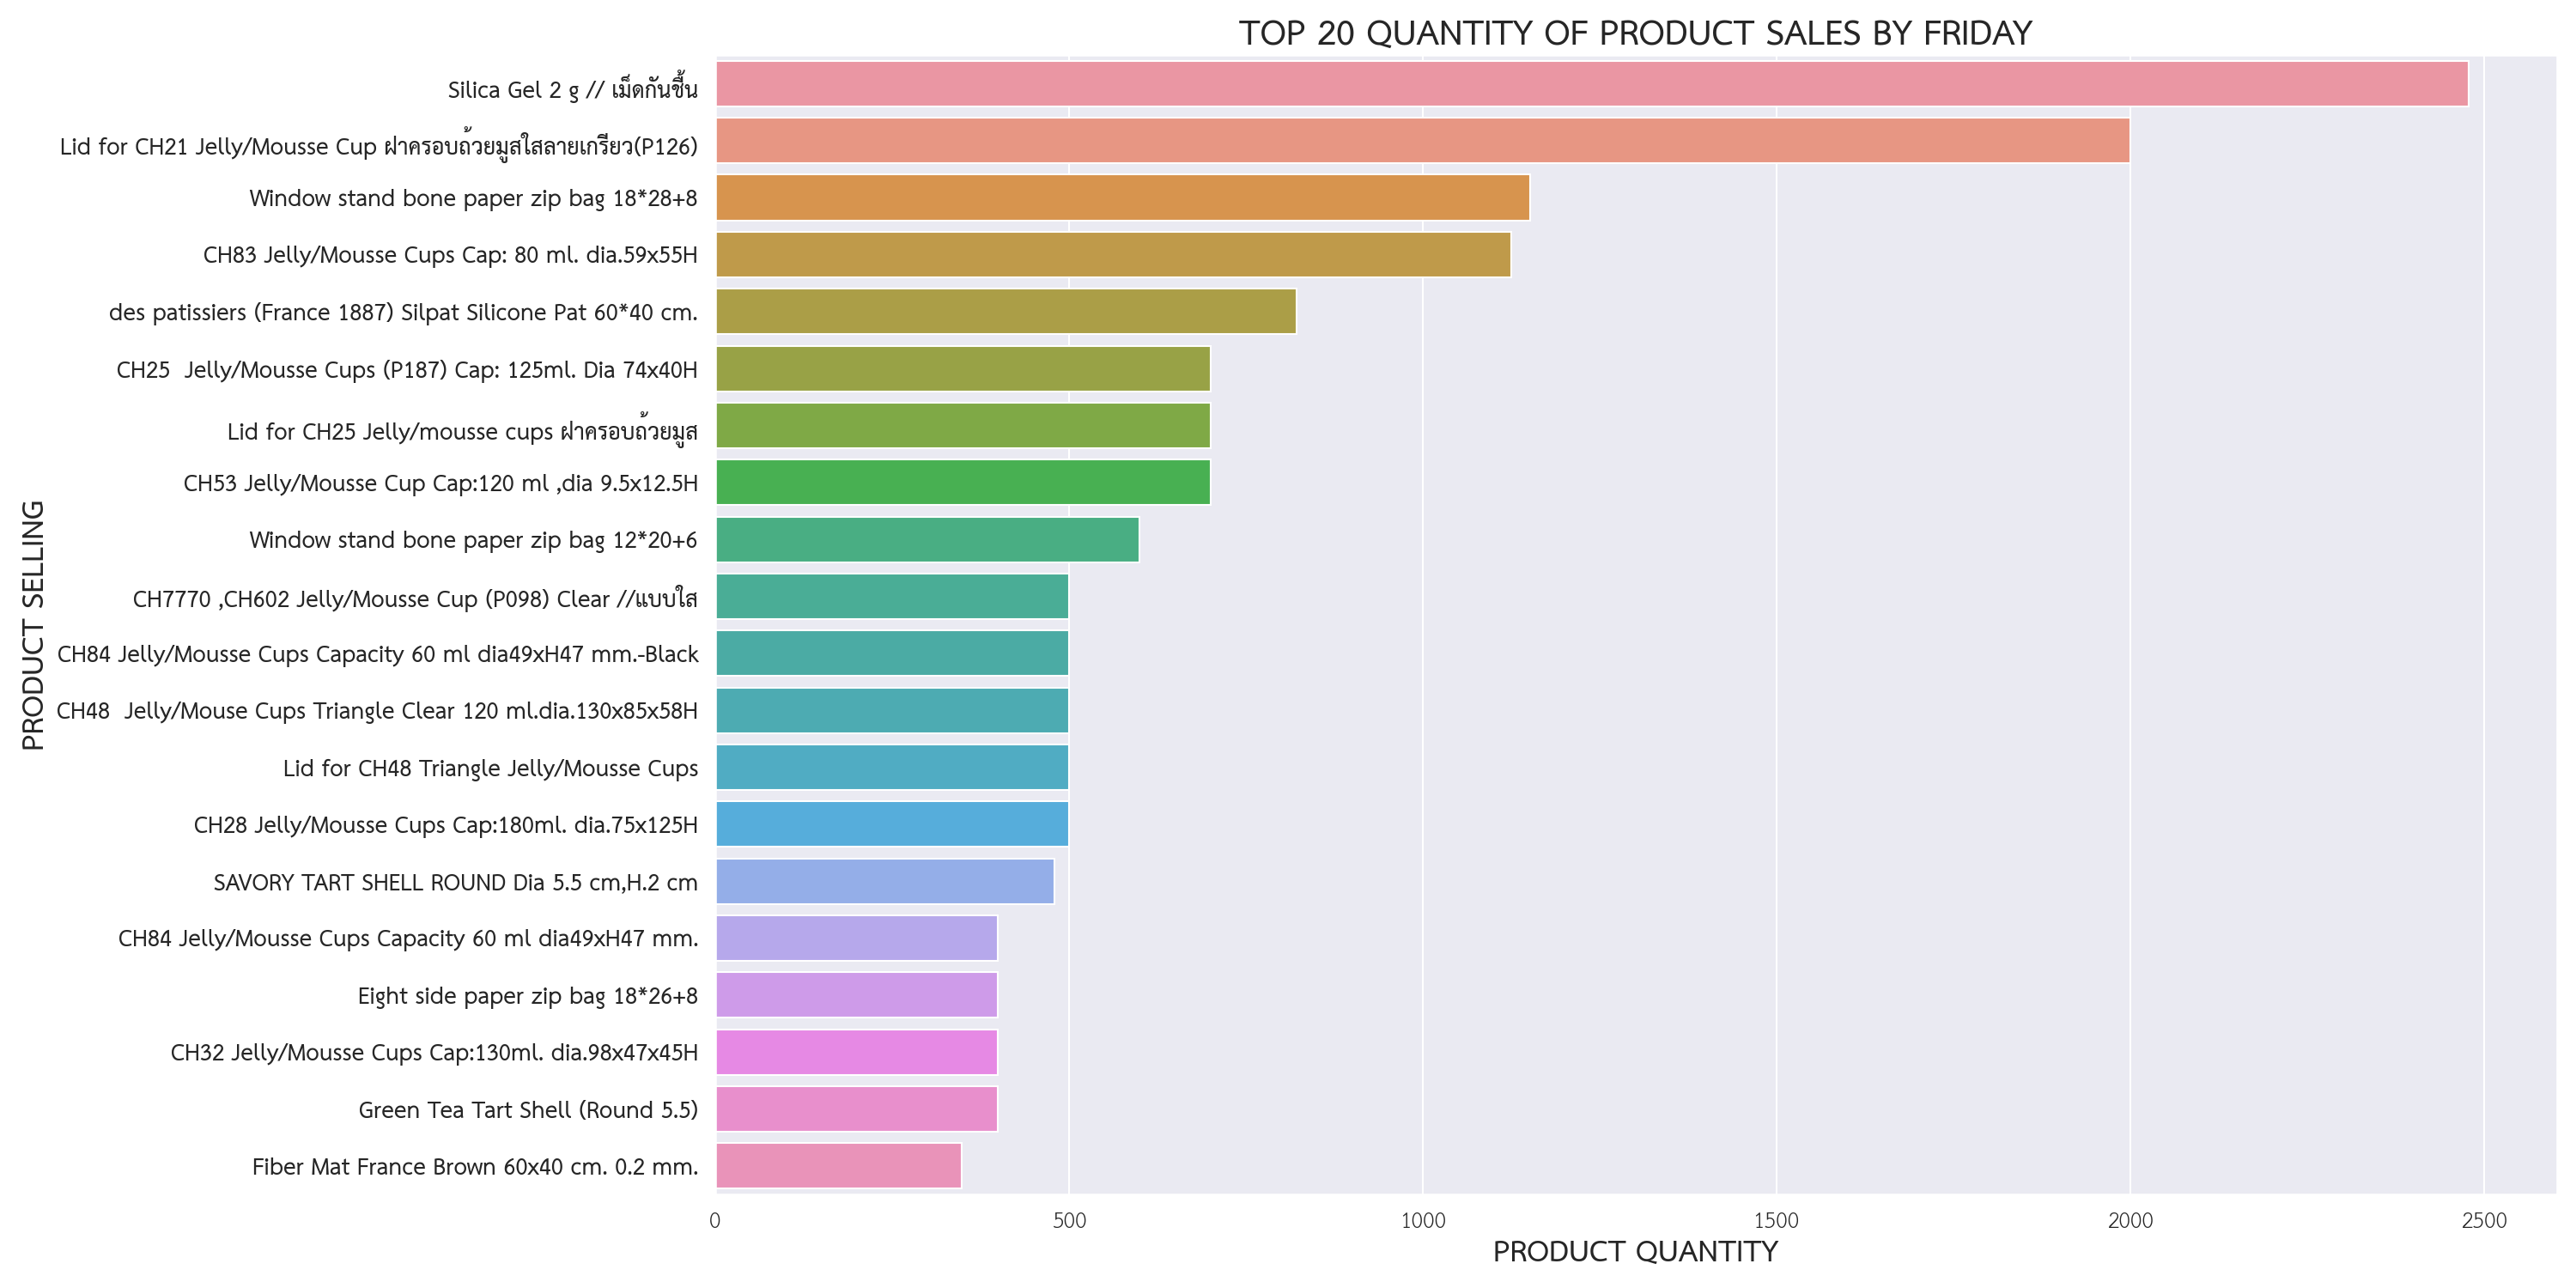 TOP 20 QUANTITY OF PRODUCT SALES BY FRIDAY
PRODUCT SELLING
Silica Gel 2 g // เม็ดกันชื้น
Lid for CH21 Jelly/Mousse Cup ฝาครอบถ้วยมูสใสลายเกรียว(P126)
Window stand bone paper zip bag 18*28+8
CH83 Jelly/Mousse Cups Cap: 80 ml. dia.59x55H
des patissiers (France 1887) Silpat Silicone Pat 60*40 cm.
CH25  Jelly/Mousse Cups (P187) Cap: 125ml. Dia 74x40H
Lid for CH25 Jelly/mousse cups ฝาครอบถ้วยมูส
CH53 Jelly/Mousse Cup Cap:120 ml ,dia 9.5x12.5H
Window stand bone paper zip bag 12*20+6
CH7770 ,CH602 Jelly/Mousse Cup (P098) Clear //แบบใส
CH84 Jelly/Mousse Cups Capacity 60 ml dia49xH47 mm.-Black
CH48  Jelly/Mouse Cups Triangle Clear 120 ml.dia.130x85x58H
Lid for CH48 Triangle Jelly/Mousse Cups
CH28 Jelly/Mousse Cups Cap:180ml. dia.75x125H
SAVORY TART SHELL ROUND Dia 5.5 cm,H.2 cm
CH84 Jelly/Mousse Cups Capacity 60 ml dia49xH47 mm.
Eight side paper zip bag 18*26+8
CH32 Jelly/Mousse Cups Cap:130ml. dia.98x47x45H
Green Tea Tart Shell (Round 5.5)
Fiber Mat France Brown 60x40 cm. 0.2 mm.
0 500 1000 1500 2000 2500
PRODUCT QUANTITY